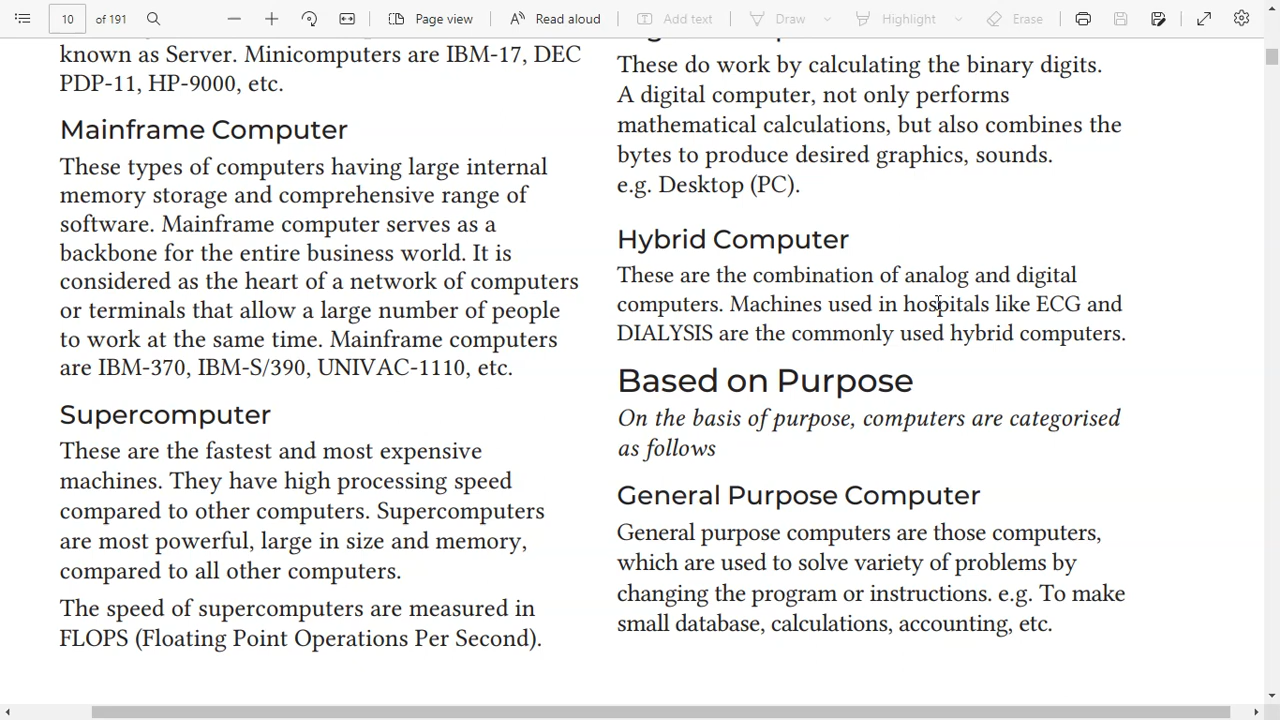 10 of 191 Page view Read aloud Add text Draw Highlight Erase
known as Server. Minicomputers are IBM-17, DEC
PDP-11, HP-9000, etc.
Mainframe Computer
These types of computers having large internal
memory storage and comprehensive range of
software. Mainframe computer serves as a
backbone for the entire business world. It is
considered as the heart of a network of computers
or terminals that allow a large number of people
to work at the same time. Mainframe computers
are IBM-370, IBM-S/390, UNIVAC-1110, etc.
Supercomputer
These are the fastest and most expensive
machines. They have high processing speed
compared to other computers. Supercomputers
are most powerful, large in size and memory,
compared to all other computers.
The speed of supercomputers are measured in
FLOPS (Floating Point Operations Per Second).
These do work by calculating the binary digits.
A digital computer, not only performs
mathematical calculations, but also combines the
bytes to produce desired graphics, sounds.
e.g. Desktop (PC).
Hybrid Computer
These are the combination of analog and digital
computers. Machines used in hospitals like ECG and
DIALYSIS are the commonly used hybrid computers.
Based on Purpose
On the basis of purpose, computers are categorised
as follows
General Purpose Computer
General purpose computers are those computers,
which are used to solve variety of problems by
changing the program or instructions. e.g. To make
small database, calculations, accounting, etc.